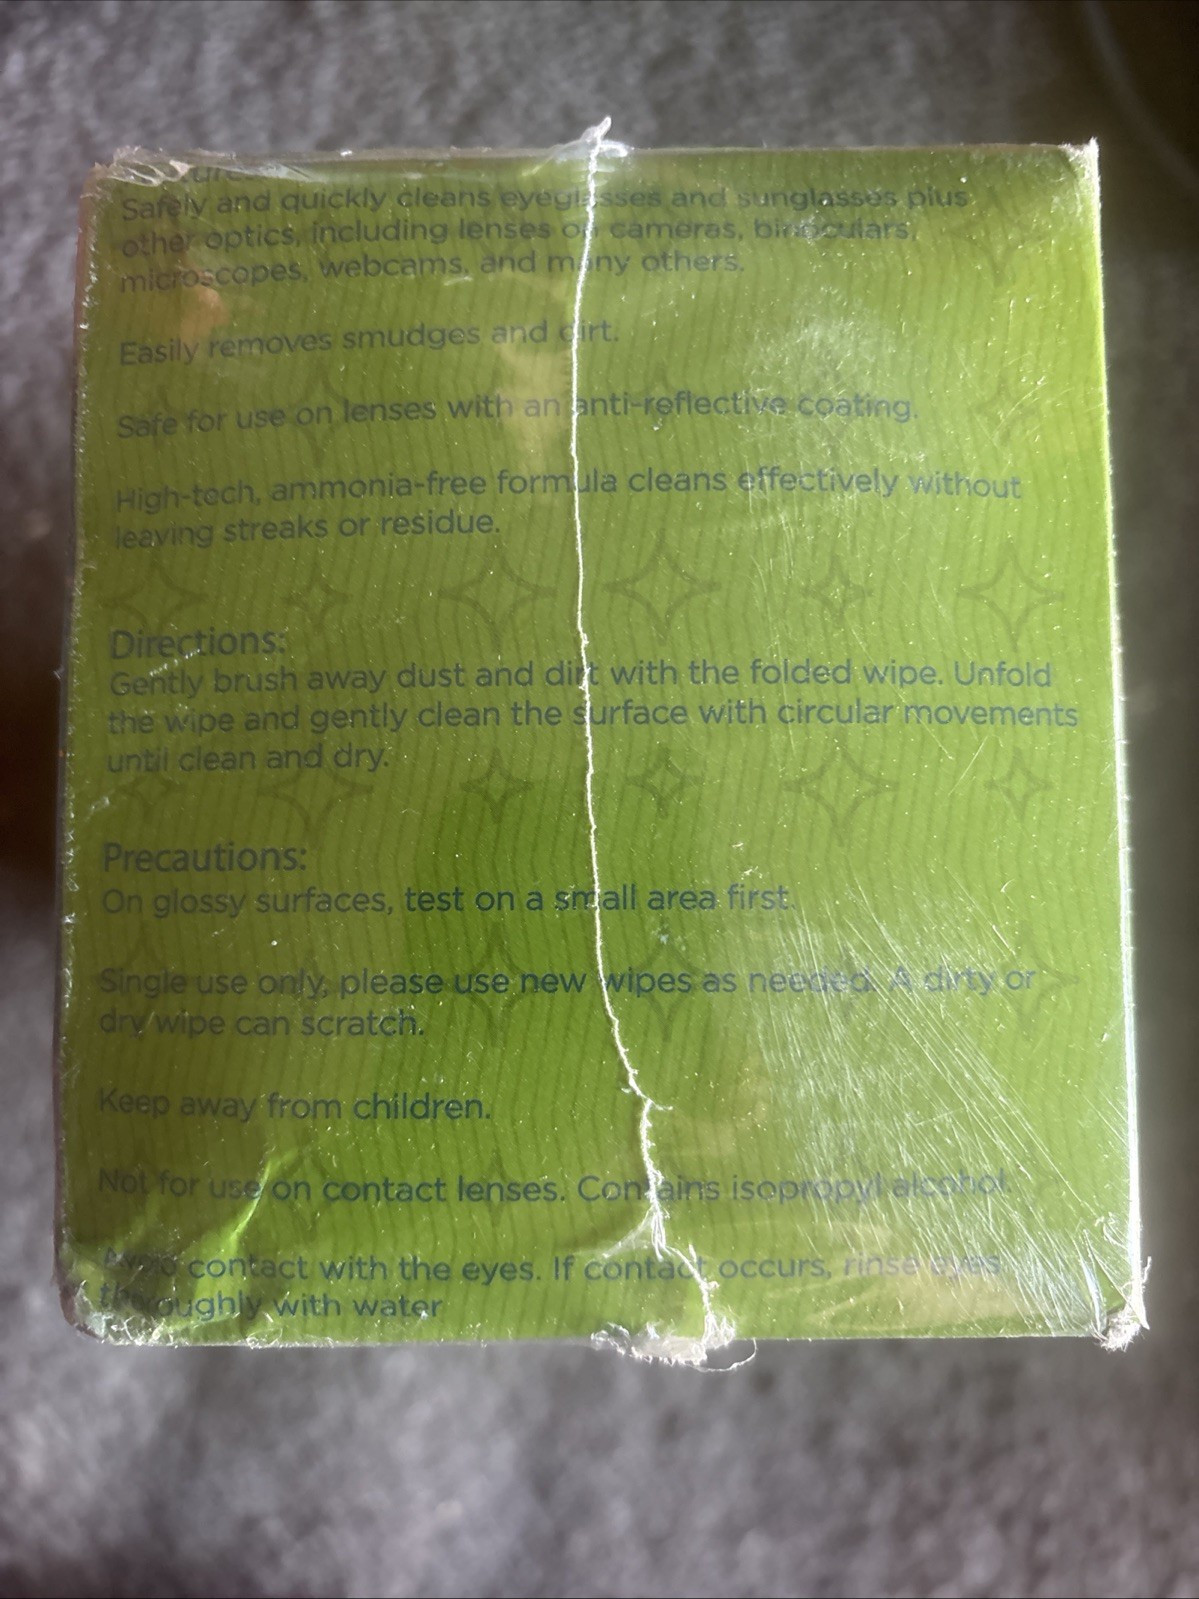 Safely and quickly cleans eyeglasses and sunglasses plus
other optics, including lenses on cameras, binoculars,
microscopes, webcams, and many others.
Easily removes smudges and dirt.
Safe for use on lenses with an anti-reflective coating.
High-tech, ammonia-free formula cleans effectively without
leaving streaks or residue.
Directions:
Gently brush away dust and dirt with the folded wipe. Unfold
the wipe and gently clean the surface with circular movements
until clean and dry.
Precautions:
On glossy surfaces, test on a small area first.
Single use only, please use new wipes as needed. A dirty or
dry wipe can scratch.
Keep away from children.
Not for use on contact lenses. Contains isopropyl alcohol.
Avoid contact with the eyes. If contact occurs, rinse eyes
thoroughly with water